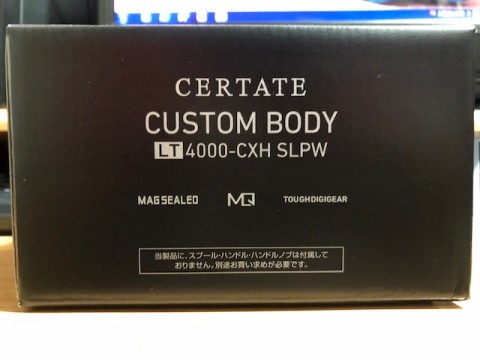 CERTATE
CUSTOM BODY
LT 4000-CXH SLPW
MAGSEALED MQ TOUGHDIGIGEAR
当製品に、スプール・ハンドル・ハンドルノブは付属して
おりません。別途お買い求めが必要です。